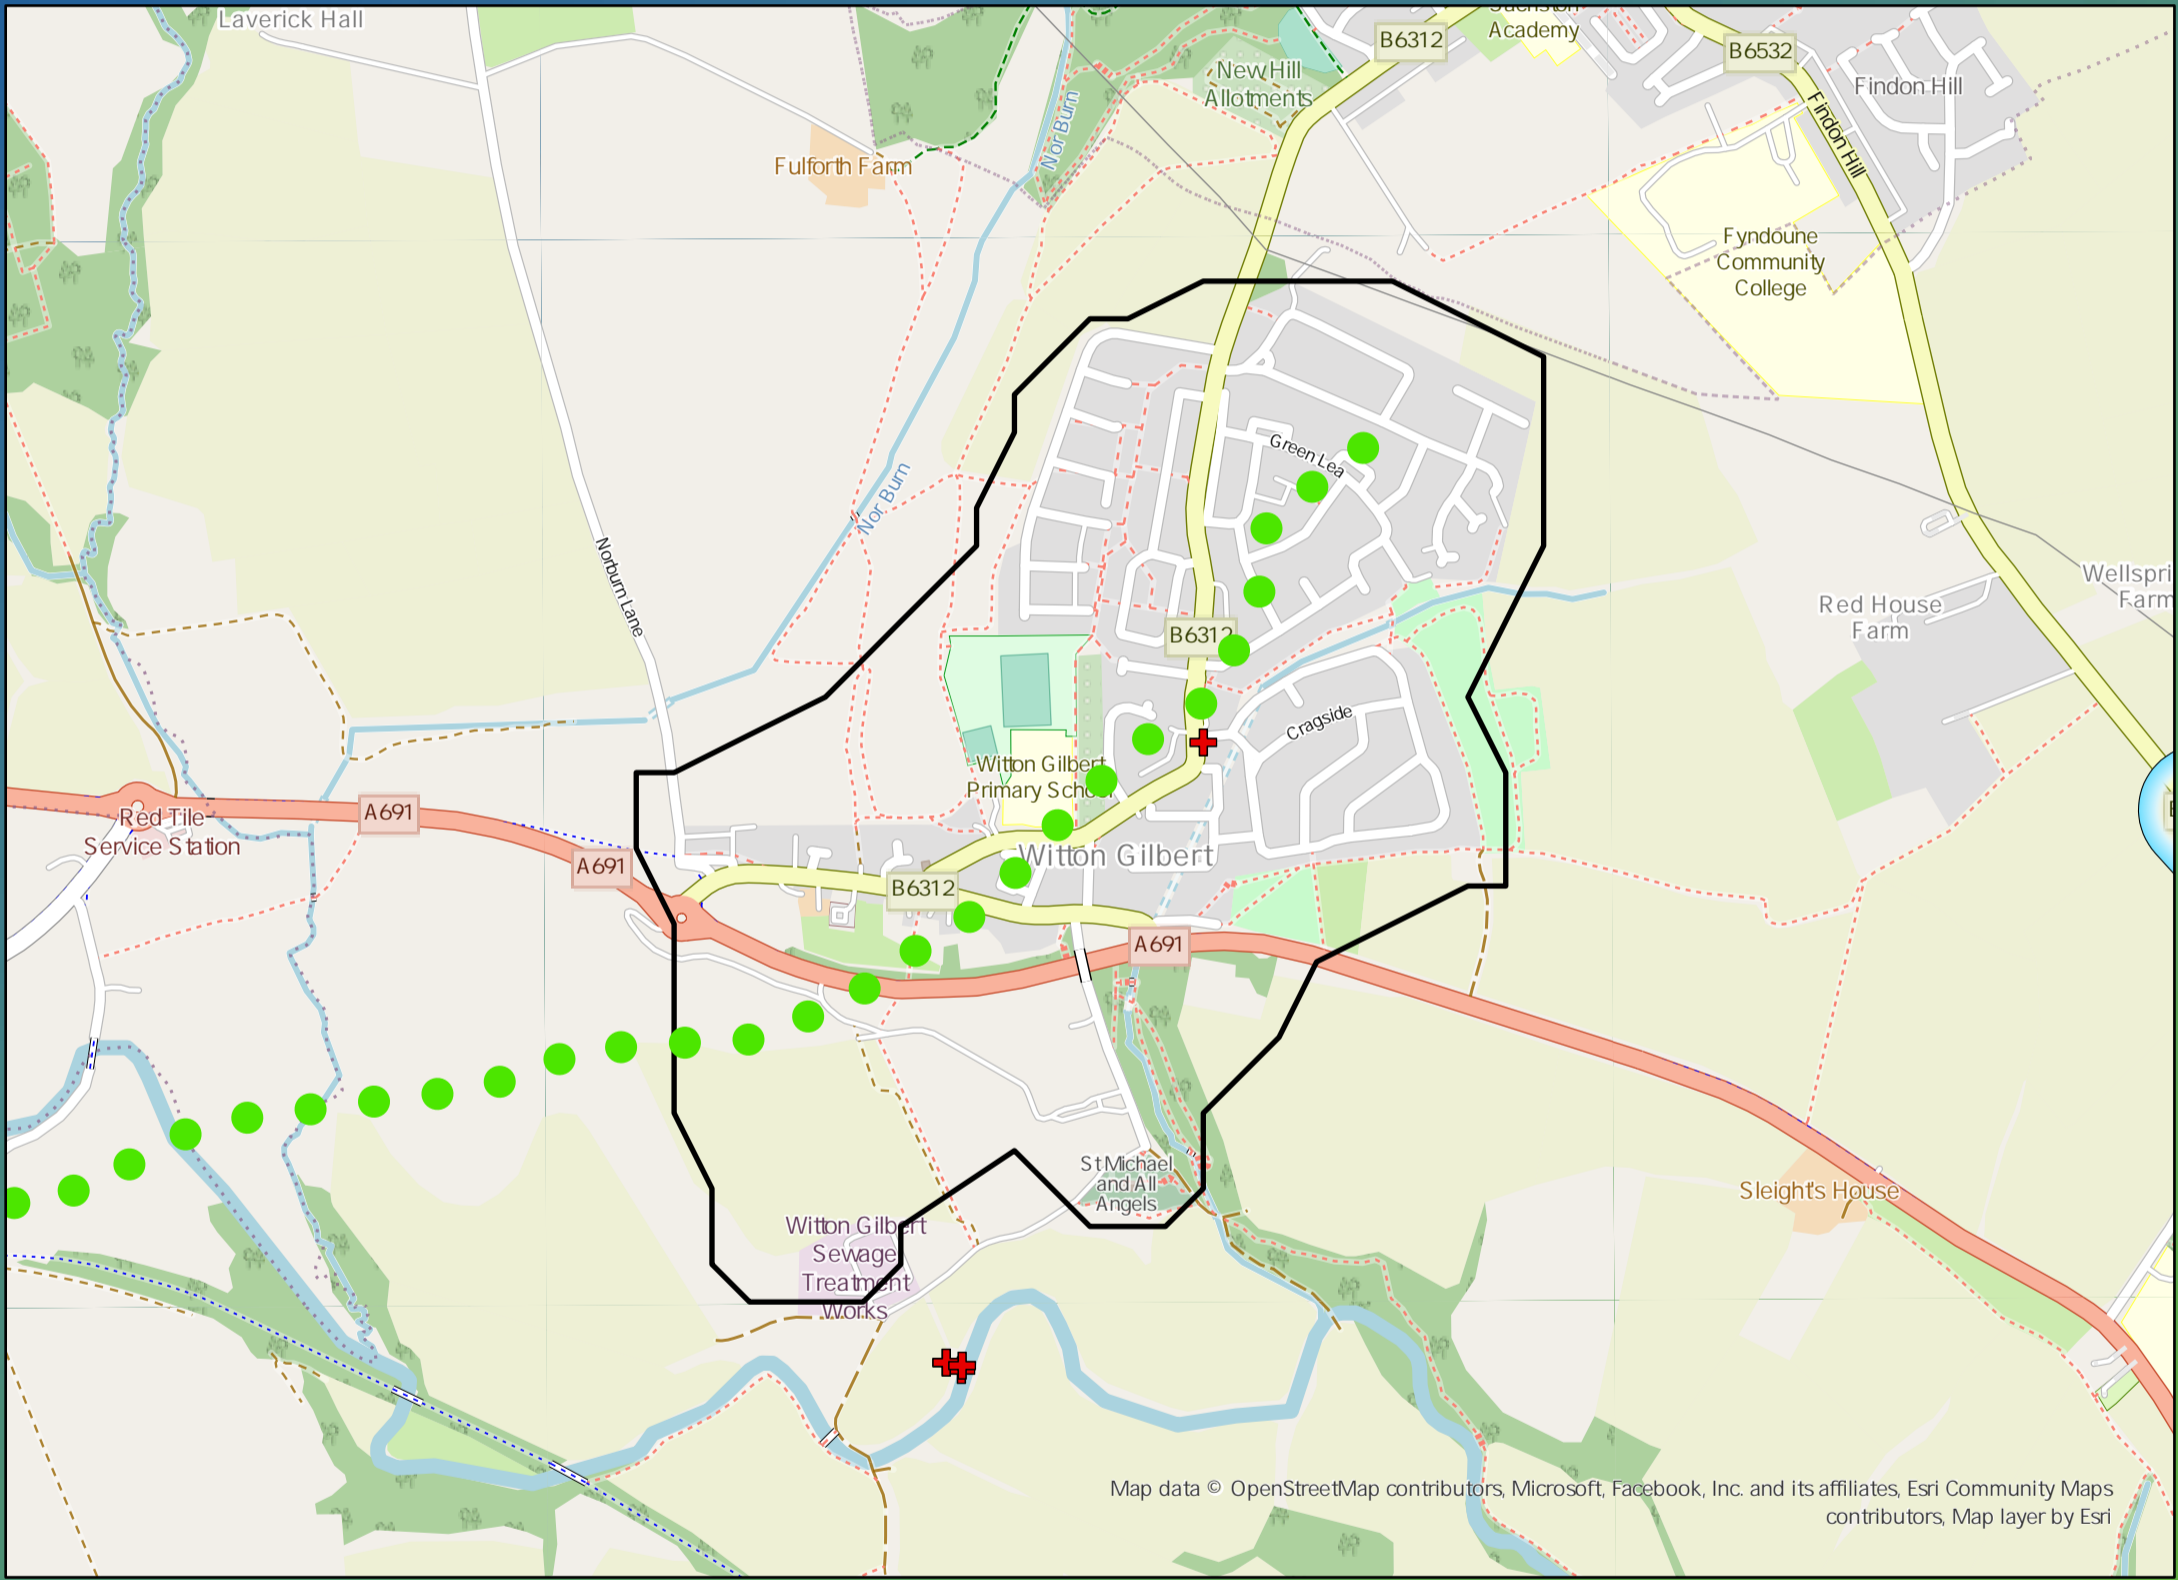 Laverick Hall
Academy
B6312
B6532
New Hill
Allotments
Findon Hill
Findon Hill
Nor Burn
Fulforth Farm
Fyndoune
Community
College
Green Lea
Nor Burn
Norburn Lane
B6312
Red House
Farm
Farm
Cragside
Witton Gilbert
Primary School
Red Tile
Service Station
A691
A691
Witton Gilbert
B6312
A691
St Michael
and All
Angels
Sleight's House
Witton Gilbert
Sewage
Treatment
Works
Map data © OpenStreetMap contributors, Microsoft, Facebook, Inc. and its affiliates, Esri Community Maps
contributors, Map layer by Esri